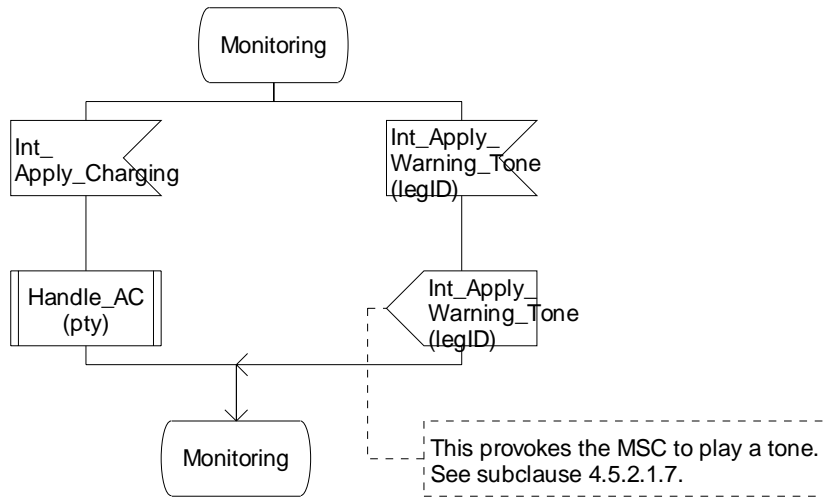 Monitoring
Int_
Apply_Charging
Int_Apply_
Warning_Tone
(legID)
Handle_AC
(pty)
Int_Apply_
Warning_Tone
(legID)
Monitoring
This provokes the MSC to play a tone.
See subclause 4.5.2.1.7.